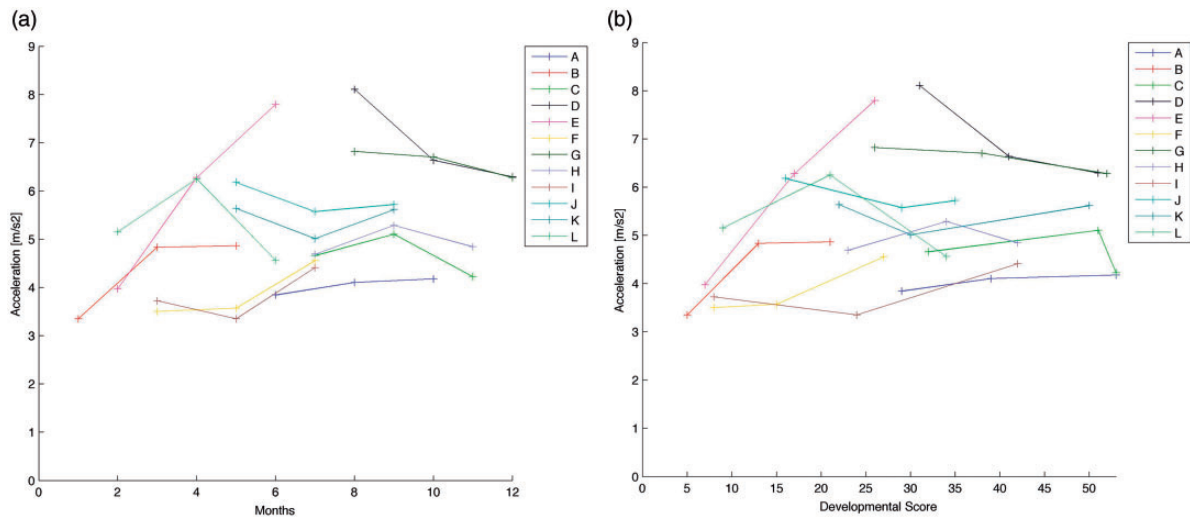 (a)
9
8
7
6
5
4
3
2
1
0
Acceleration [m/s2]
0 2 4 6 8 10 12
Months
A
B
C
D
E
F
G
H
I
J
K
L
(b)
9
8
7
6
5
4
3
2
1
0
Acceleration [m/s2]
0 5 10 15 20 25 30 35 40 45 50
Developmental Score
A
B
C
D
E
F
G
H
I
J
K
L